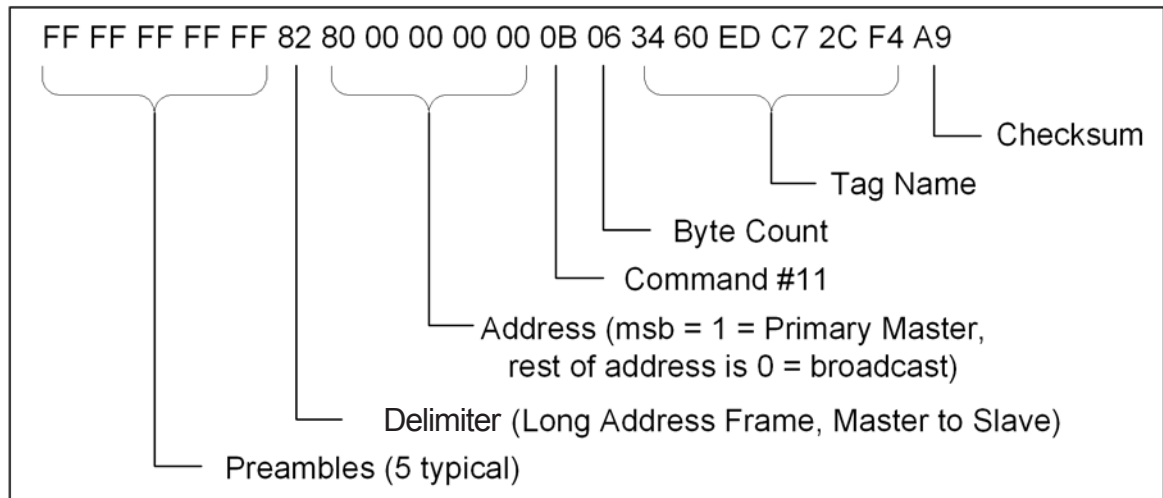 FF FF FF FF FF 82 80 00 00 00 00 0B 06 34 60 ED C7 2C F4 A9
Checksum
Tag Name
Byte Count
Command #11
Address (msb = 1 = Primary Master,
rest of address is 0 = broadcast)
Delimiter (Long Address Frame, Master to Slave)
Preambles (5 typical)